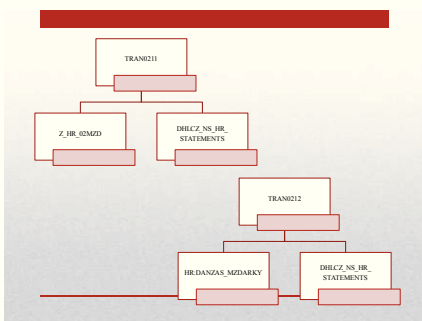 TRAN0211
Z_HR_02MZD
DHLCZ_NS_HR_
STATEMENTS
TRAN0212
HR:DANZAS_MZDARKY
DHLCZ_NS_HR_
STATEMENTS